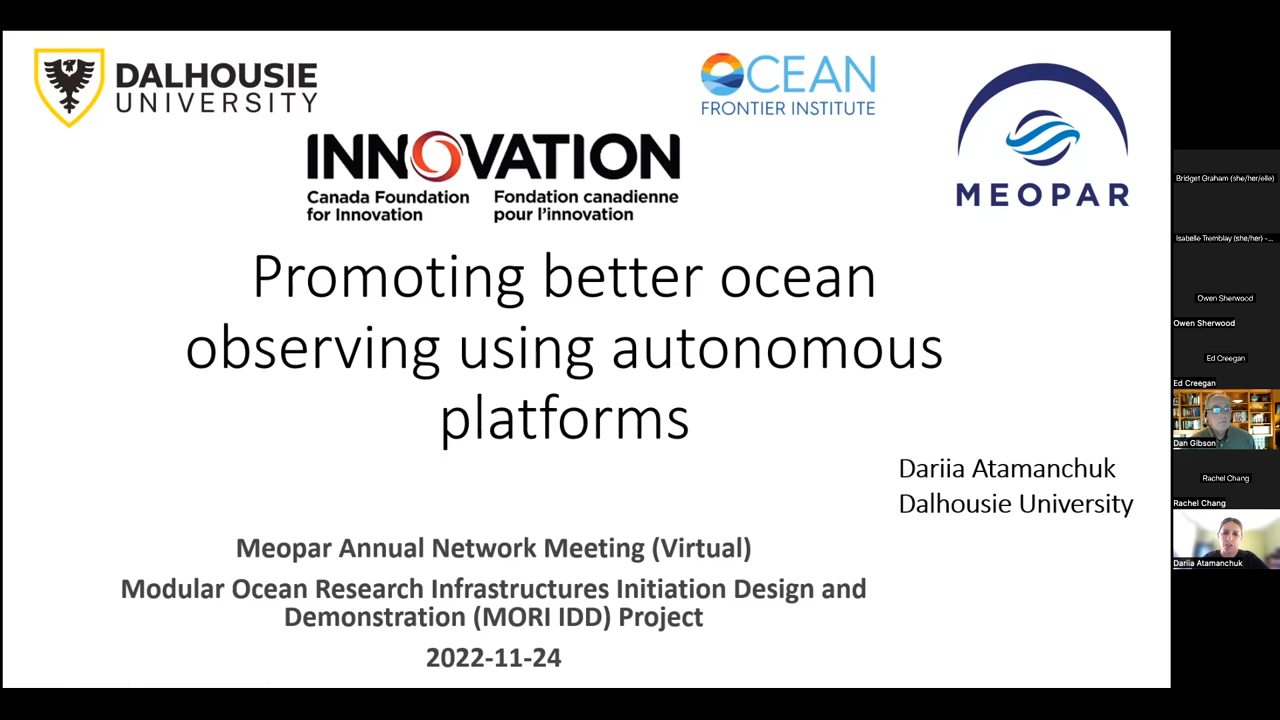 DALHOUSIE
UNIVERSITY
OCEAN
FRONTIER INSTITUTE
MEOPAR
INNOVATION
Canada Foundation
for Innovation
Fondation canadienne
pour l'innovation
Promoting better ocean
observing using autonomous
platforms
Dariia Atamanchuk
Dalhousie University
Meopar Annual Network Meeting (Virtual)
Modular Ocean Research Infrastructures Initiation Design and
Demonstration (MORI IDD) Project
2022-11-24
Bridget Graham (she/her/elle)
Isabelle Tremblay (she/her) -...
Owen Sherwood
Owen Sherwood
Ed Creegan
Ed Creegan
Dan Gibson
Rachel Chang
Rachel Chang
Dariia Atamanchuk